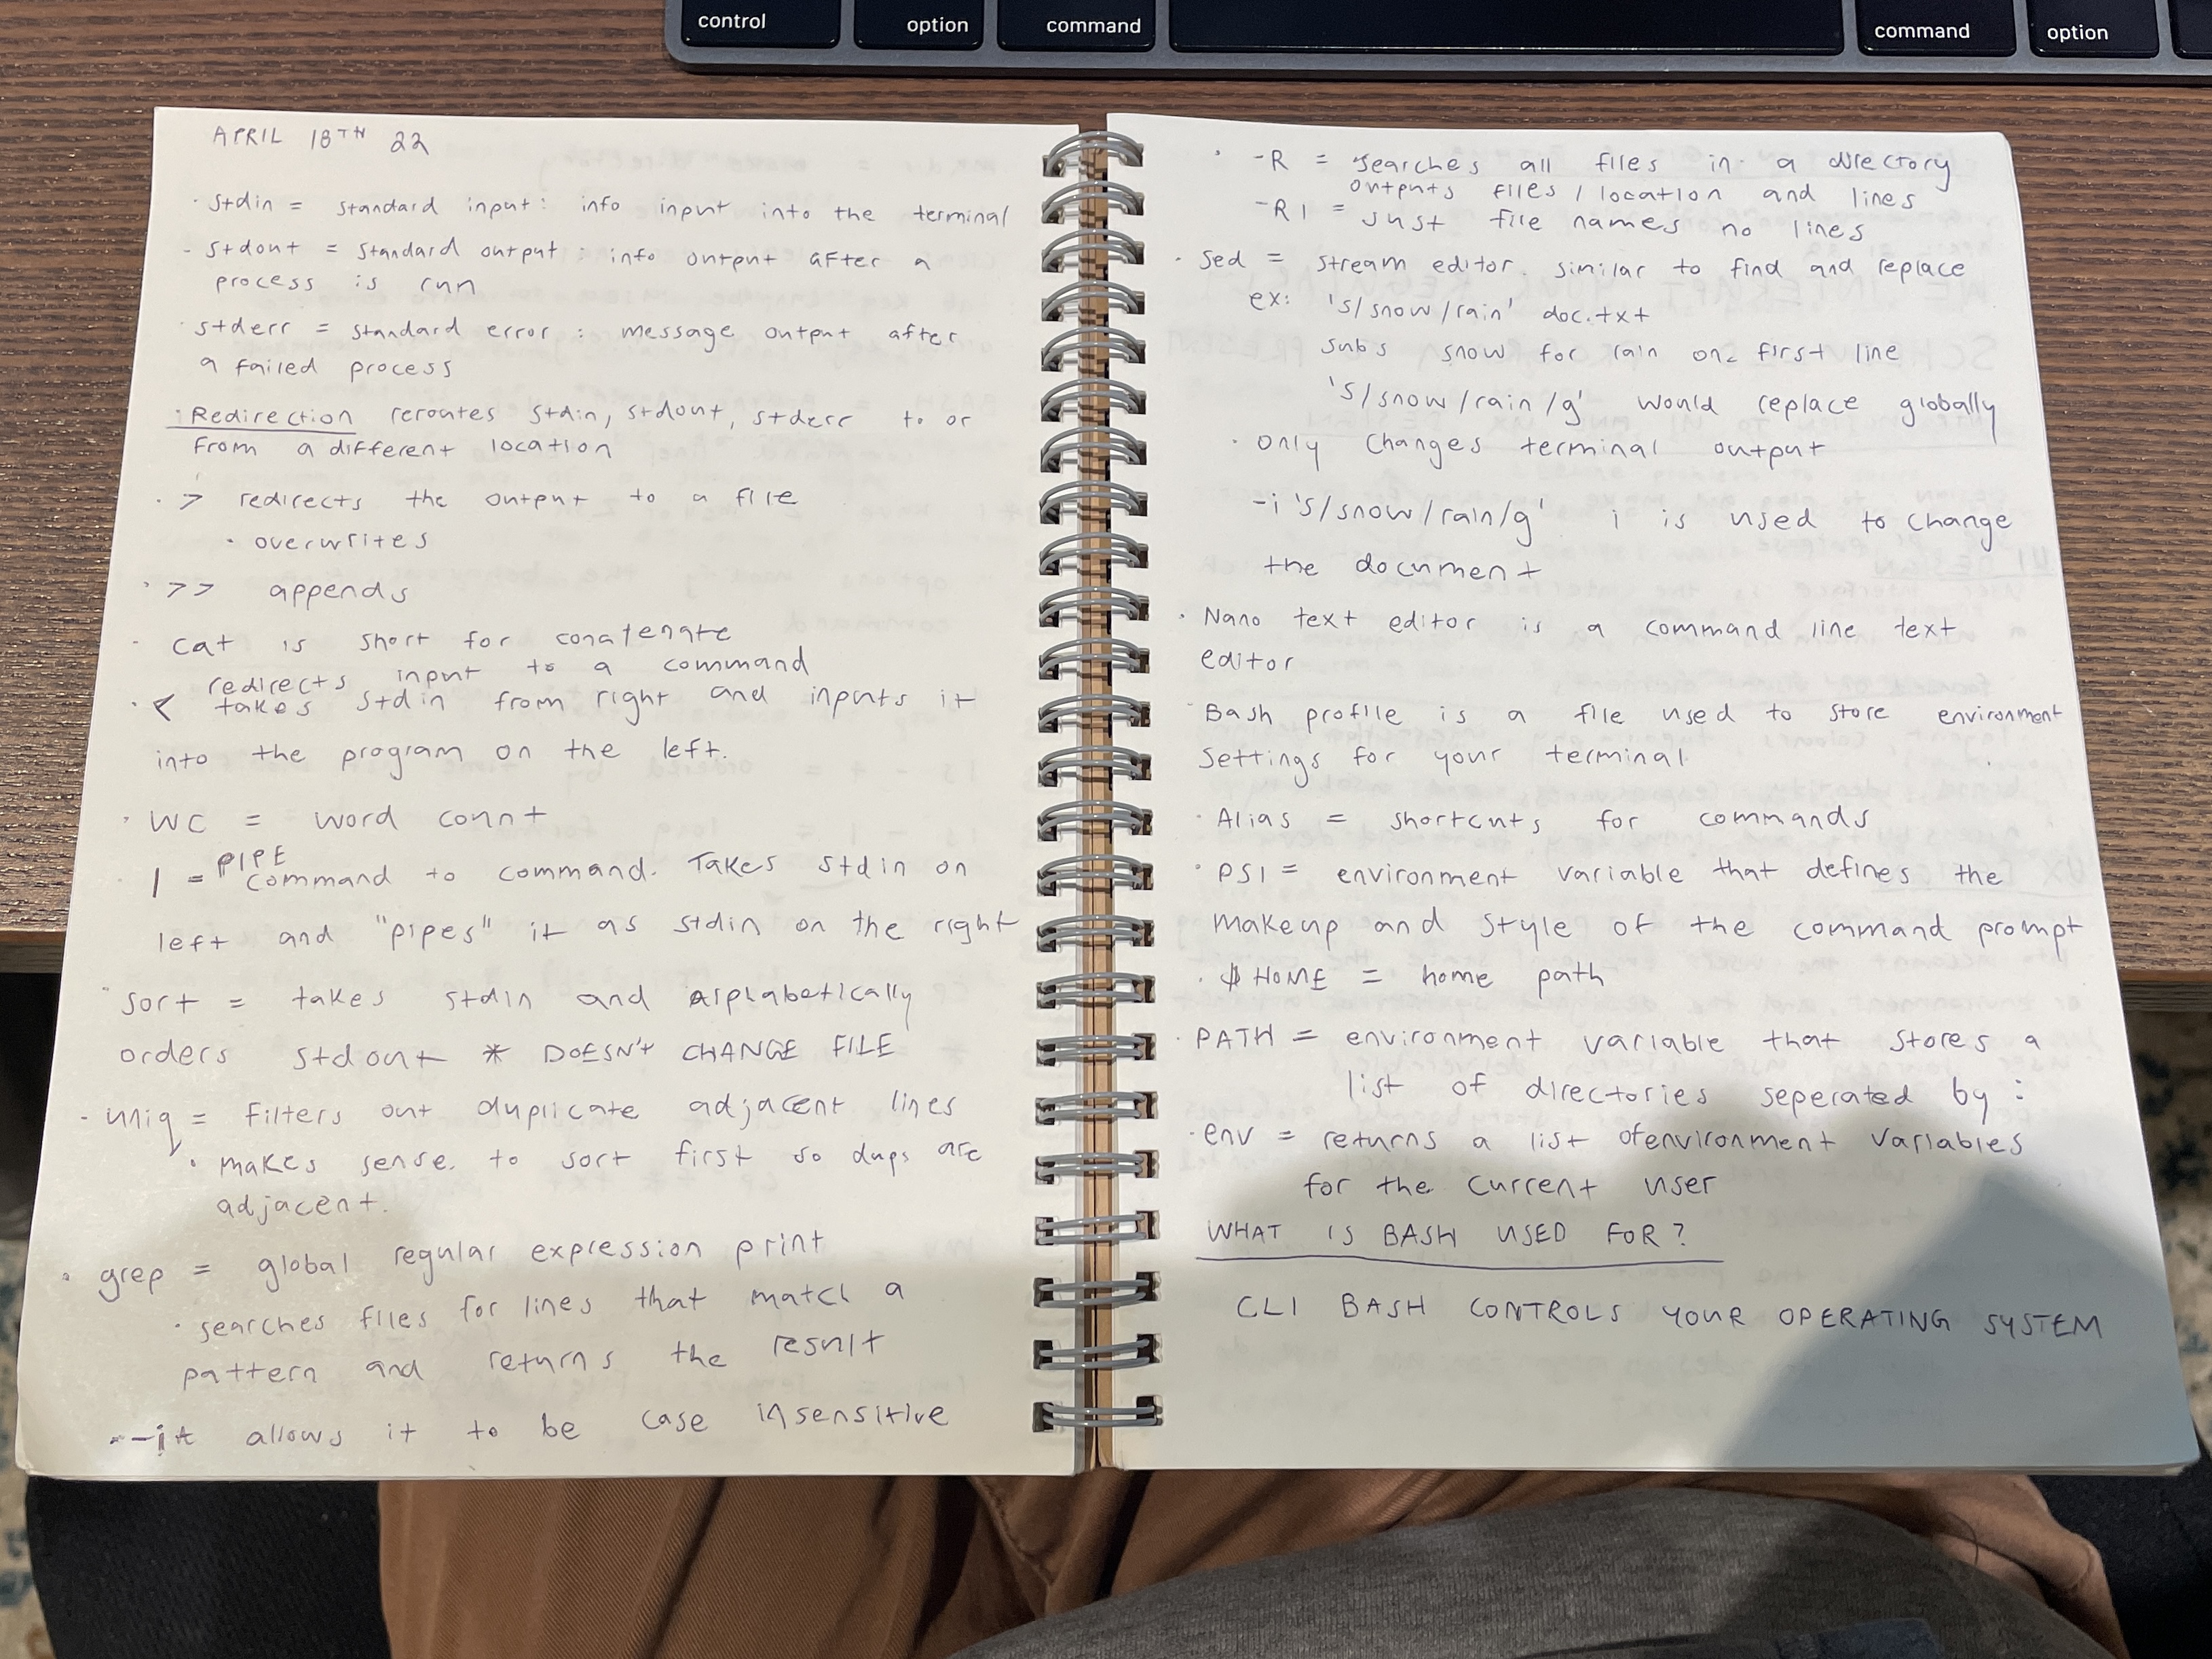 control
option
command
command
option
APRIL 18TH 22
· stdin = standard input: info input into the terminal
- stdout = standard output: info output after a
process is run
· stderr = standard error: message output after
a failed process
· Redirection reroutes stdin, stdout, stderr to or
from a different location
· > redirects the output to a file
· overwrites
· >> appends
· cat is short for conatenate
redirects input to a command
· < takes stdin from right and inputs it
into the program on the left.
· WC = word count
· | = PIPE command to command. Takes stdin on
left and "pipes" it as stdin on the right
· sort = takes stdin and alphabetically
orders stdout * DOESN'T CHANGE FILE
- uniq = filters out duplicate adjacent lines
· makes sense to sort first so dups are
adjacent.
· grep = global regular expression print
· searches files for lines that match a
pattern and returns the result
· -i allows it to be case insensitive
· -R = searches all files in a directory
outputs files / location and lines
-Rl = just file names no lines
· sed = stream editor. similar to find and replace
ex: 's/snow/rain' doc.txt
subs snow for rain on first line
's/snow/rain/g' would replace globally
· only changes terminal output
-i 's/snow/rain/g' i is used to change
the document
· Nano text editor is a command line text
editor
· Bash profile is a file used to store environment
settings for your terminal
· Alias = shortcuts for commands
· PS1 = environment variable that defines the
makeup and style of the command prompt
· $HOME = home path
· PATH = environment variable that stores a
list of directories seperated by :
· env = returns a list of environment variables
for the current user
WHAT IS BASH USED FOR?
CLI BASH CONTROLS YOUR OPERATING SYSTEM